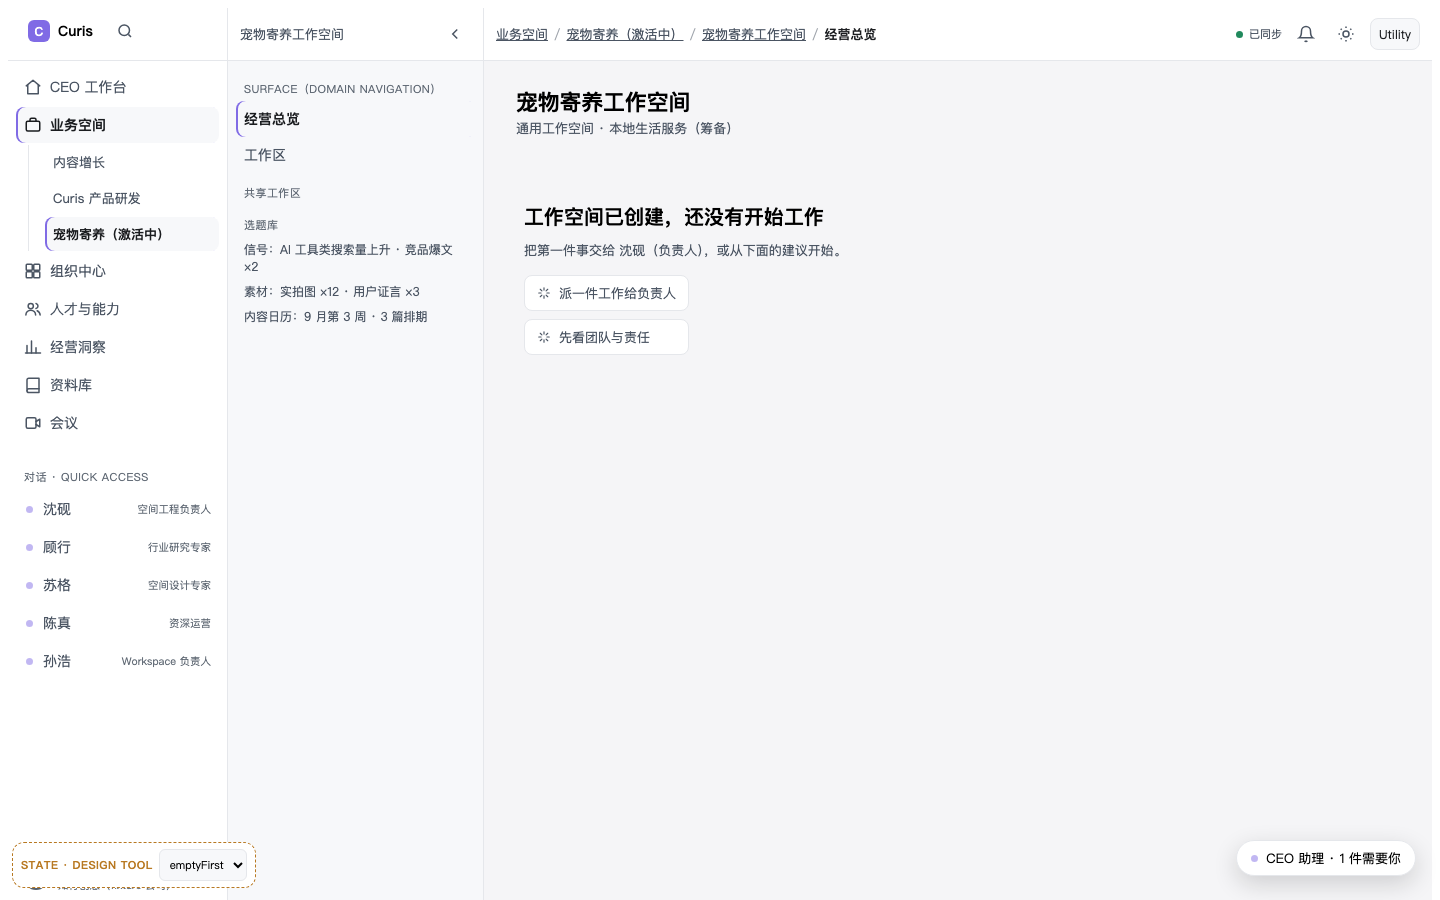 C Curis
CEO 工作台
业务空间
内容增长
Curis 产品研发
宠物寄养（激活中）
组织中心
人才与能力
经营洞察
资料库
会议
对话 · QUICK ACCESS
沈砚 空间工程负责人
顾行 行业研究专家
苏格 空间设计专家
陈真 资深运营
孙浩 Workspace 负责人
STATE · DESIGN TOOL emptyFirst
宠物寄养工作空间
SURFACE（DOMAIN NAVIGATION）
经营总览
工作区
共享工作区
选题库
信号：AI 工具类搜索量上升 · 竞品爆文
×2
素材：实拍图 ×12 · 用户证言 ×3
内容日历：9 月第 3 周 · 3 篇排期
业务空间 / 宠物寄养（激活中） / 宠物寄养工作空间 / 经营总览
已同步
Utility
宠物寄养工作空间
通用工作空间 · 本地生活服务（筹备）
工作空间已创建，还没有开始工作
把第一件事交给 沈砚（负责人），或从下面的建议开始。
派一件工作给负责人
先看团队与责任
CEO 助理 · 1 件需要你